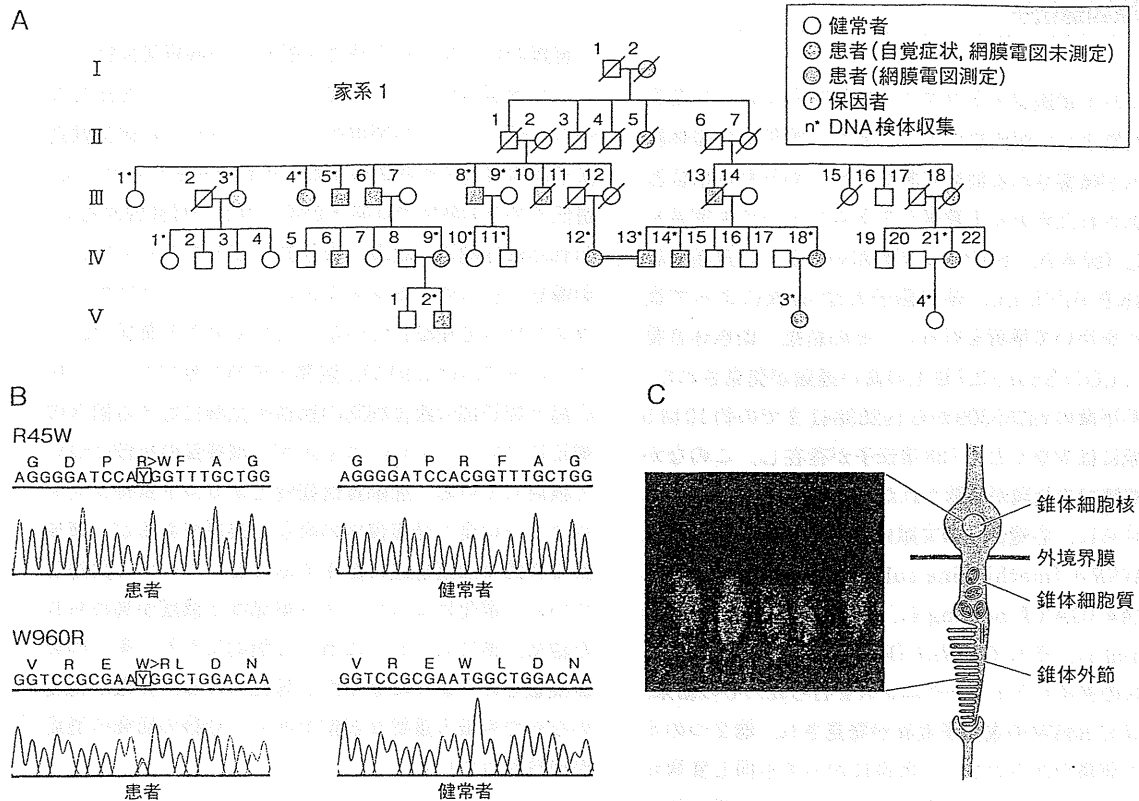 A
○ 健常者
患者(自覚症状, 網膜電図未測定)
患者(網膜電図測定)
保因者
n* DNA 検体収集
家系 1
I
1 2
II
1 2 3 4 5 6 7
III
1* 2 3* 4* 5* 6 7 8* 9* 10 11 12 13 14 15 16 17 18
IV
1* 2 3 4 5 6 7 8 9* 10* 11* 12* 13* 14* 15 16 17 18* 19 20 21* 22
V
1 2* 3* 4*
B
R45W
G D P R>W F A G
AGGGGATCCAYGGTTTGCTGG
患者
G D P R F A G
AGGGGATCCACGGTTTGCTGG
健常者
W960R
V R E W>R L D N
GGTCCGCGAAYGGCTGGACAA
患者
V R E W L D N
GGTCCGCGAATGGCTGGACAA
健常者
C
錐体細胞核
外境界膜
錐体細胞質
錐体外節